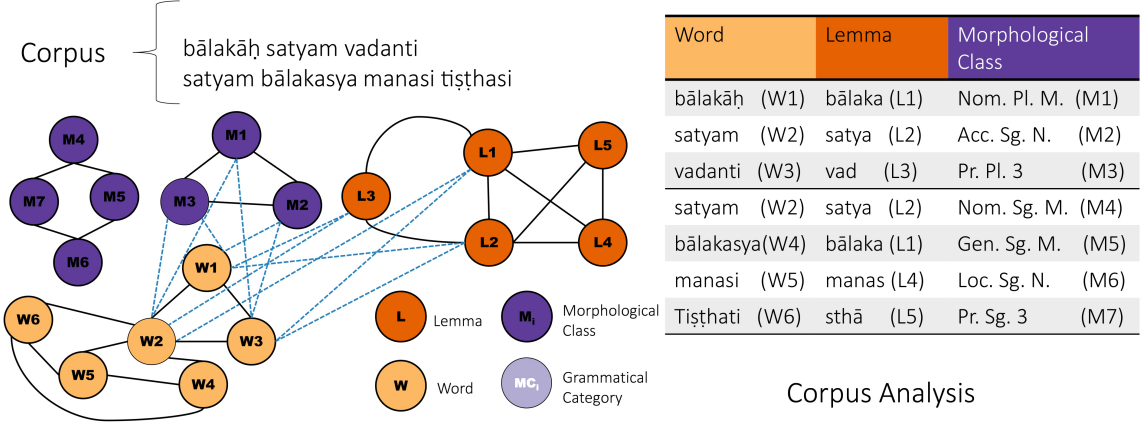 Corpus
bālakāḥ satyam vadanti
satyam bālakasya manasi tiṣṭhasi
M4
M7
M5
M6
M1
M3
M2
L1
L5
L3
L2
L4
W1
W6
W2
W3
W5
W4
L Lemma
Mᵢ Morphological
Class
W Word
MCᵢ Grammatical
Category
Word Lemma Morphological
Class
bālakāḥ (W1) bālaka (L1) Nom. Pl. M. (M1)
satyam (W2) satya (L2) Acc. Sg. N. (M2)
vadanti (W3) vad (L3) Pr. Pl. 3 (M3)
satyam (W2) satya (L2) Nom. Sg. M. (M4)
bālakasya(W4) bālaka (L1) Gen. Sg. M. (M5)
manasi (W5) manas (L4) Loc. Sg. N. (M6)
Tiṣṭhati (W6) sthā (L5) Pr. Sg. 3 (M7)
Corpus Analysis